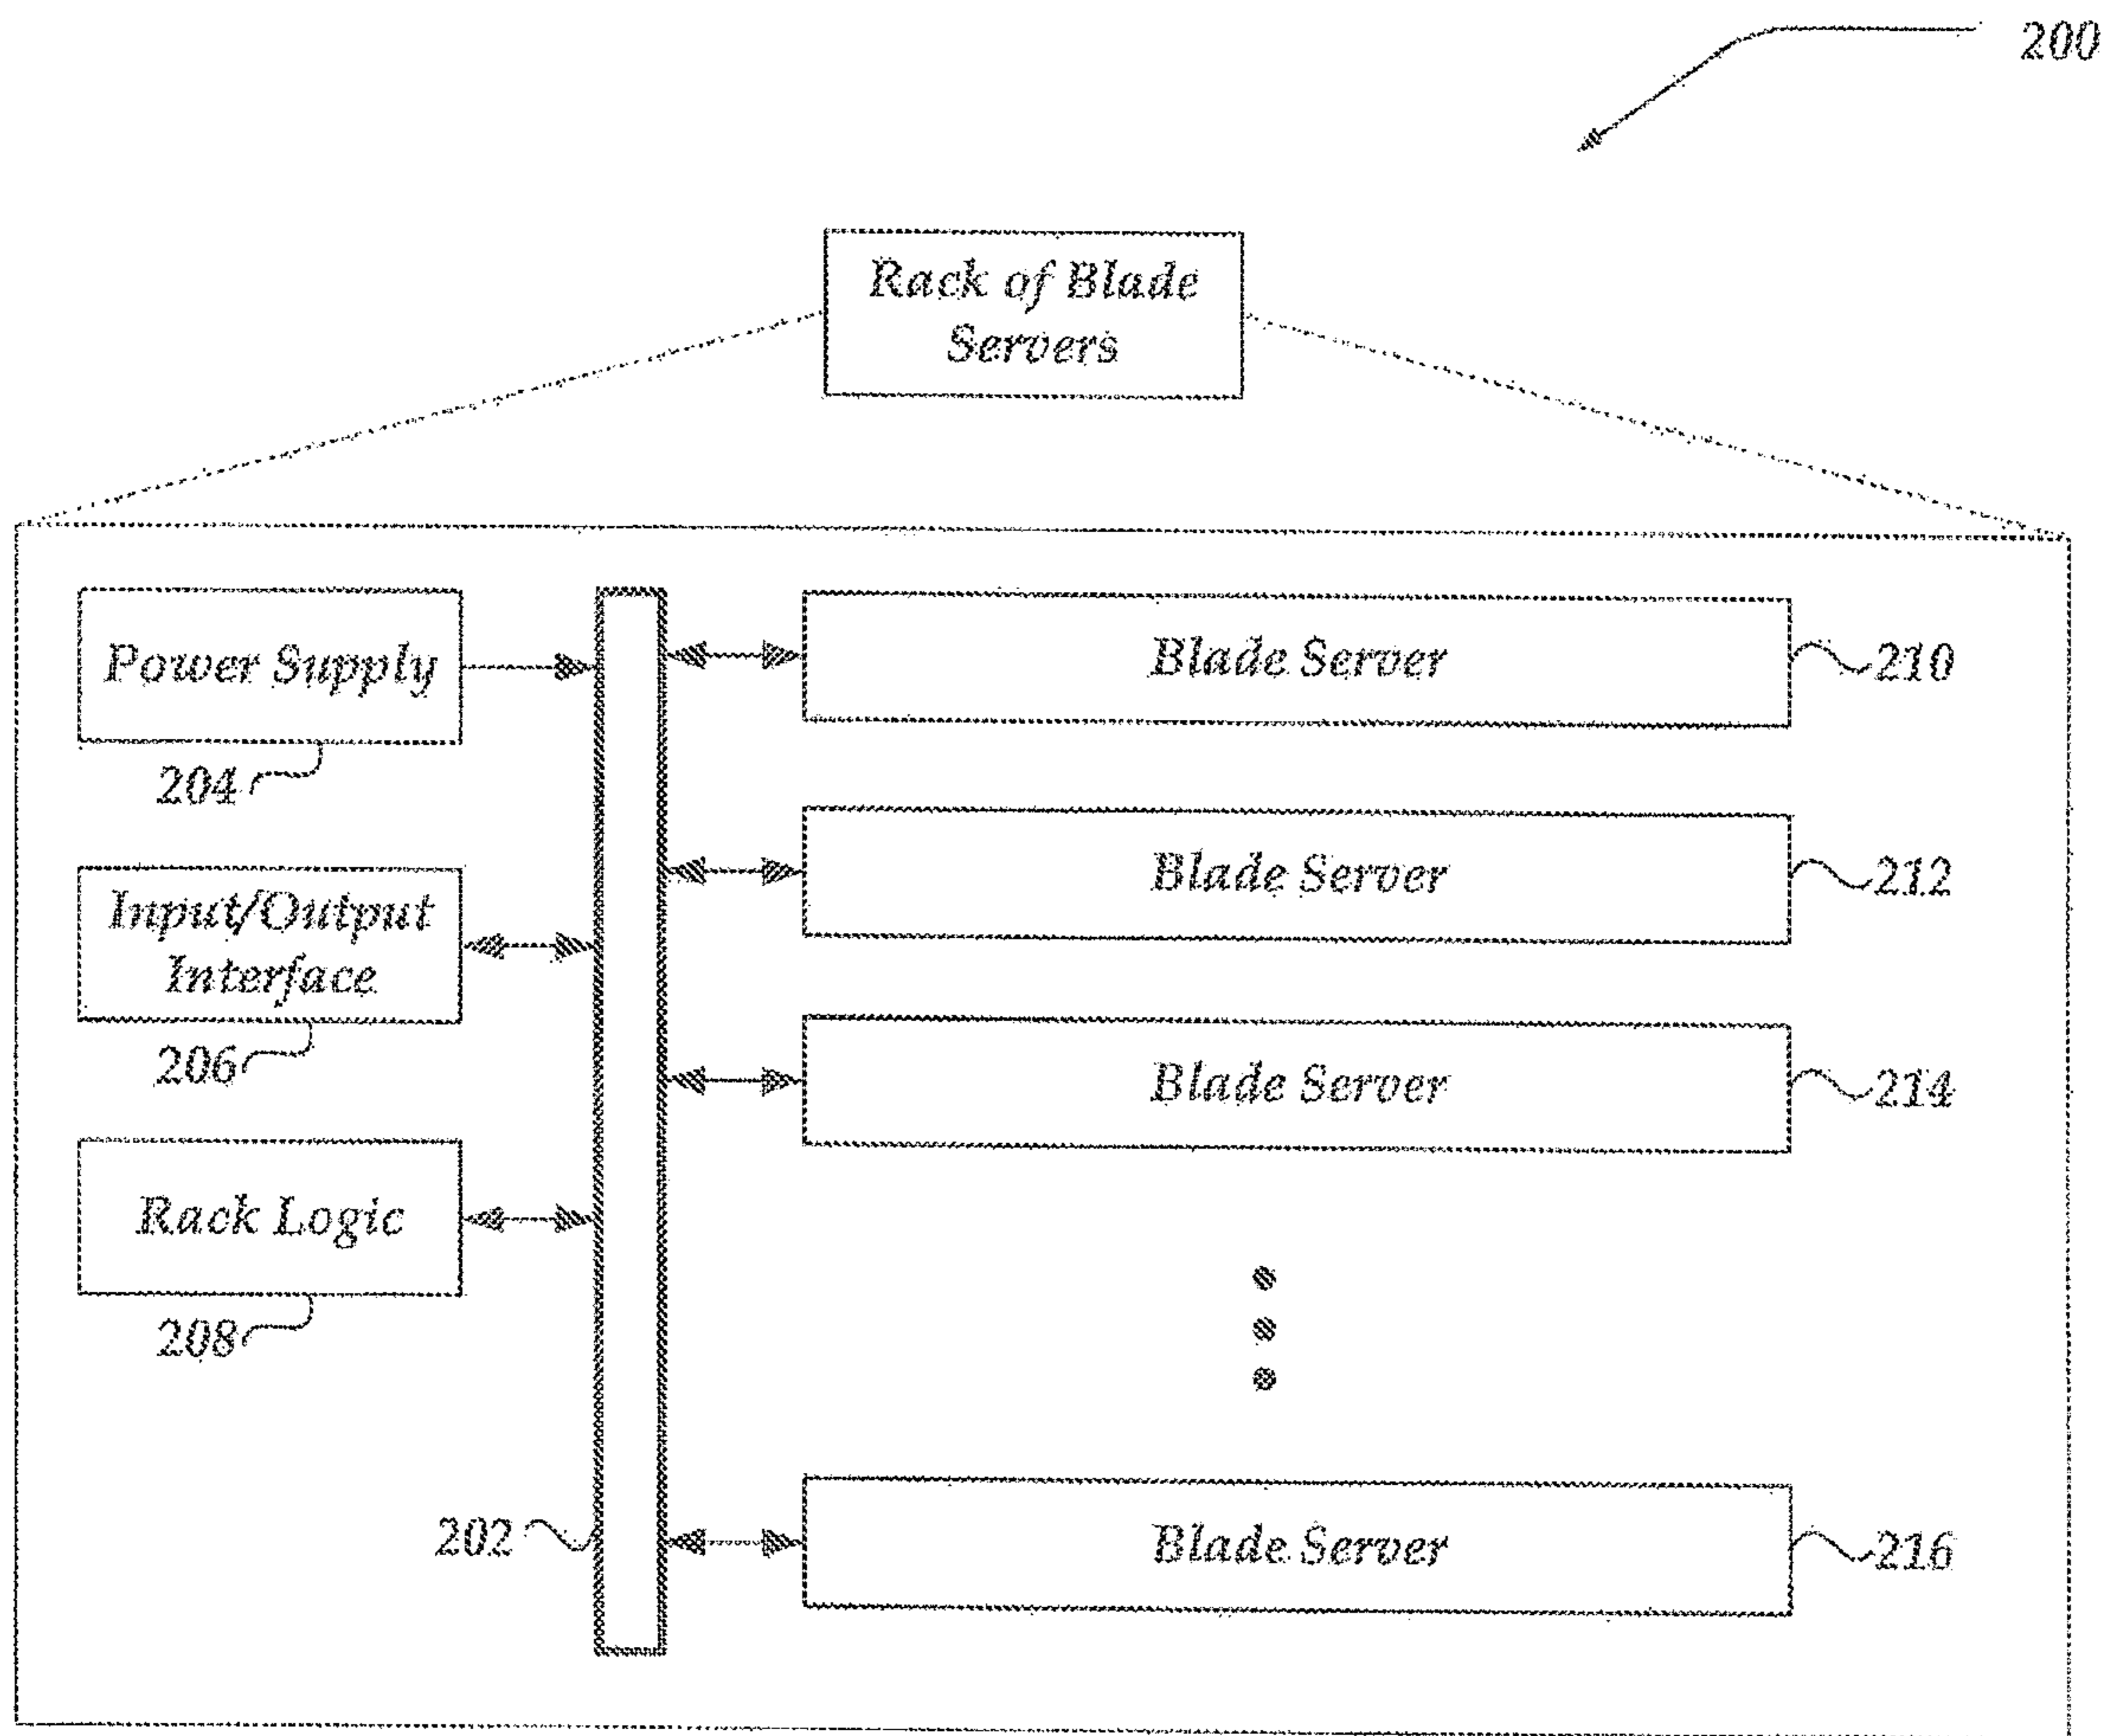 200
Rack of Blade
Servers
Power Supply
204
Input/Output
Interface
206
Rack Logic
208
202
Blade Server
210
Blade Server
212
Blade Server
214
Blade Server
216